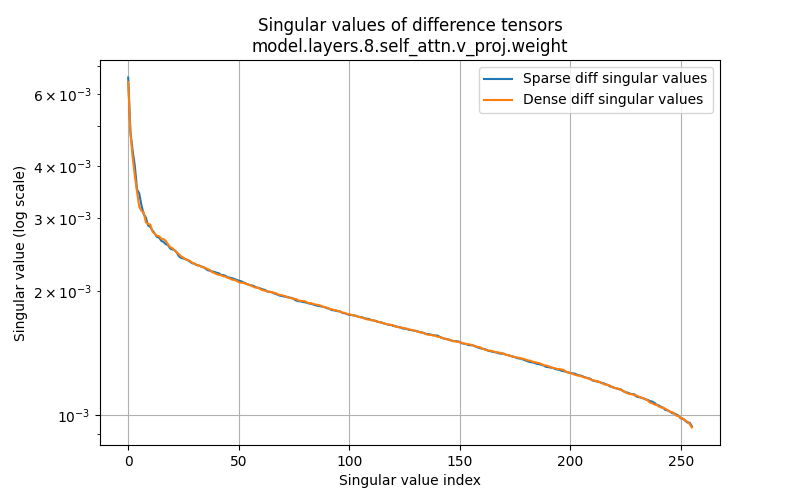 Singular values of difference tensors
model.layers.8.self_attn.v_proj.weight
Sparse diff singular values
Dense diff singular values
Singular value (log scale)
6 × 10⁻³
4 × 10⁻³
3 × 10⁻³
2 × 10⁻³
10⁻³
0 50 100 150 200 250
Singular value index